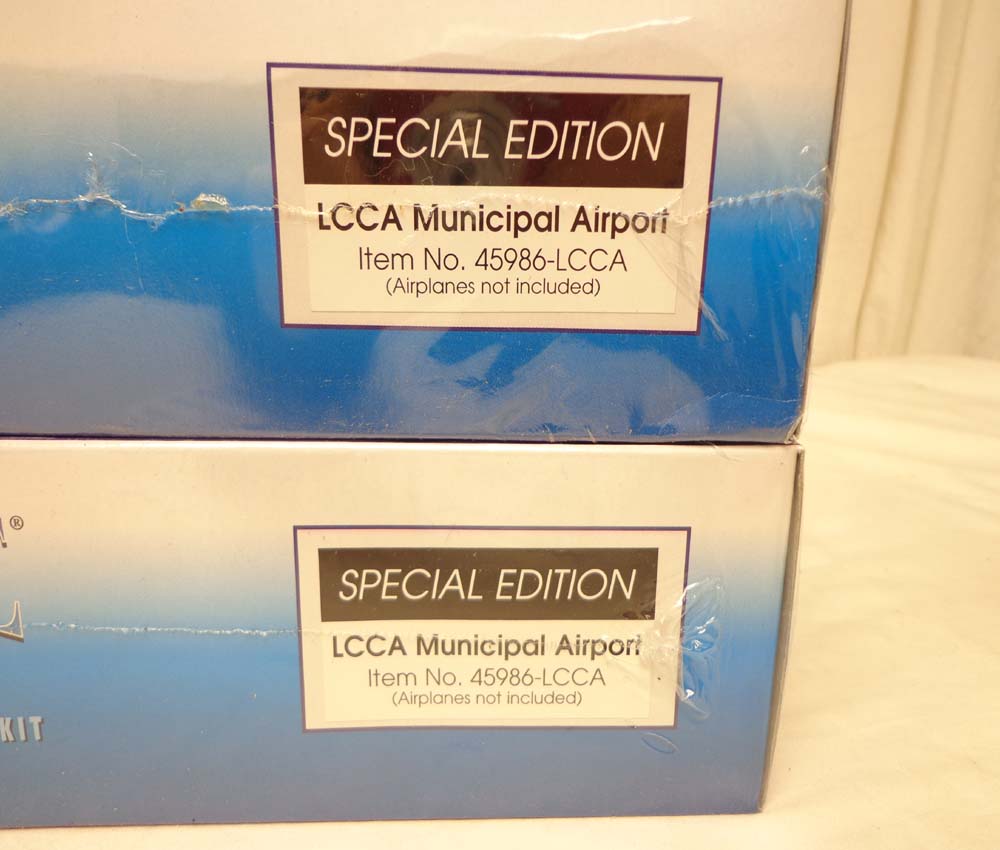 SPECIAL EDITION
LCCA Municipal Airport
Item No. 45986-LCCA
(Airplanes not included)
®
SPECIAL EDITION
LCCA Municipal Airport
Item No. 45986-LCCA
(Airplanes not included)
KIT